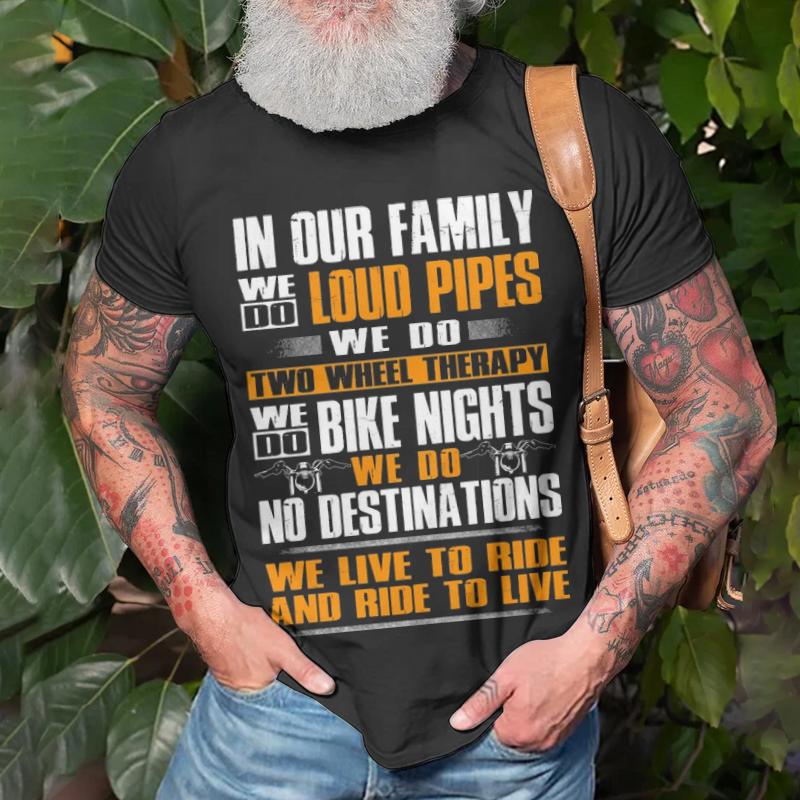 IN OUR FAMILY
WE DO LOUD PIPES
WE DO
TWO WHEEL THERAPY
WE DO BIKE NIGHTS
WE DO
NO DESTINATIONS
WE LIVE TO RIDE
AND RIDE TO LIVE